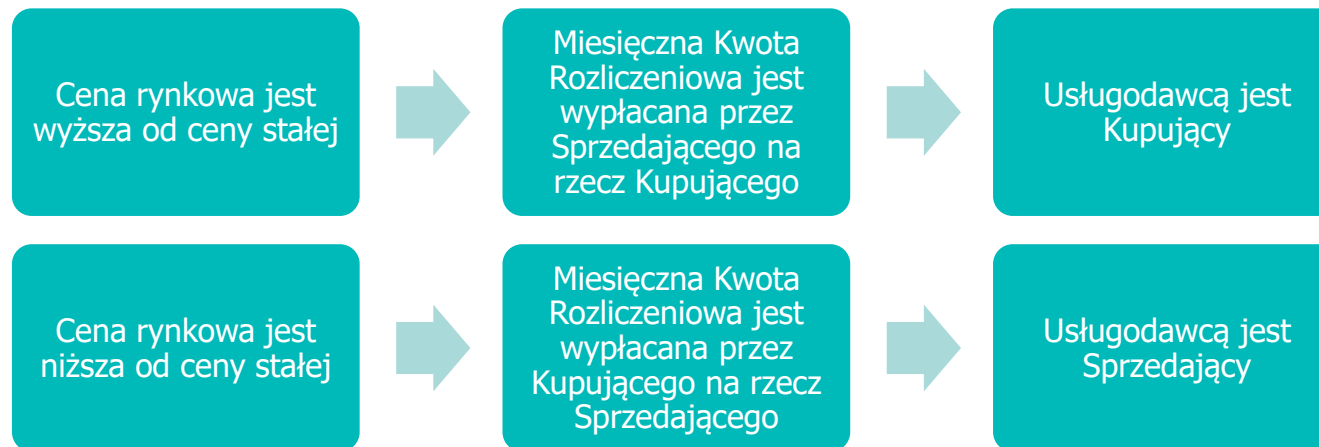 Cena rynkowa jest
wyższa od ceny stałej
Miesięczna Kwota
Rozliczeniowa jest
wypłacana przez
Sprzedającego na
rzecz Kupującego
Usługodawcą jest
Kupujący
Cena rynkowa jest
niższa od ceny stałej
Miesięczna Kwota
Rozliczeniowa jest
wypłacana przez
Kupującego na rzecz
Sprzedającego
Usługodawcą jest
Sprzedający